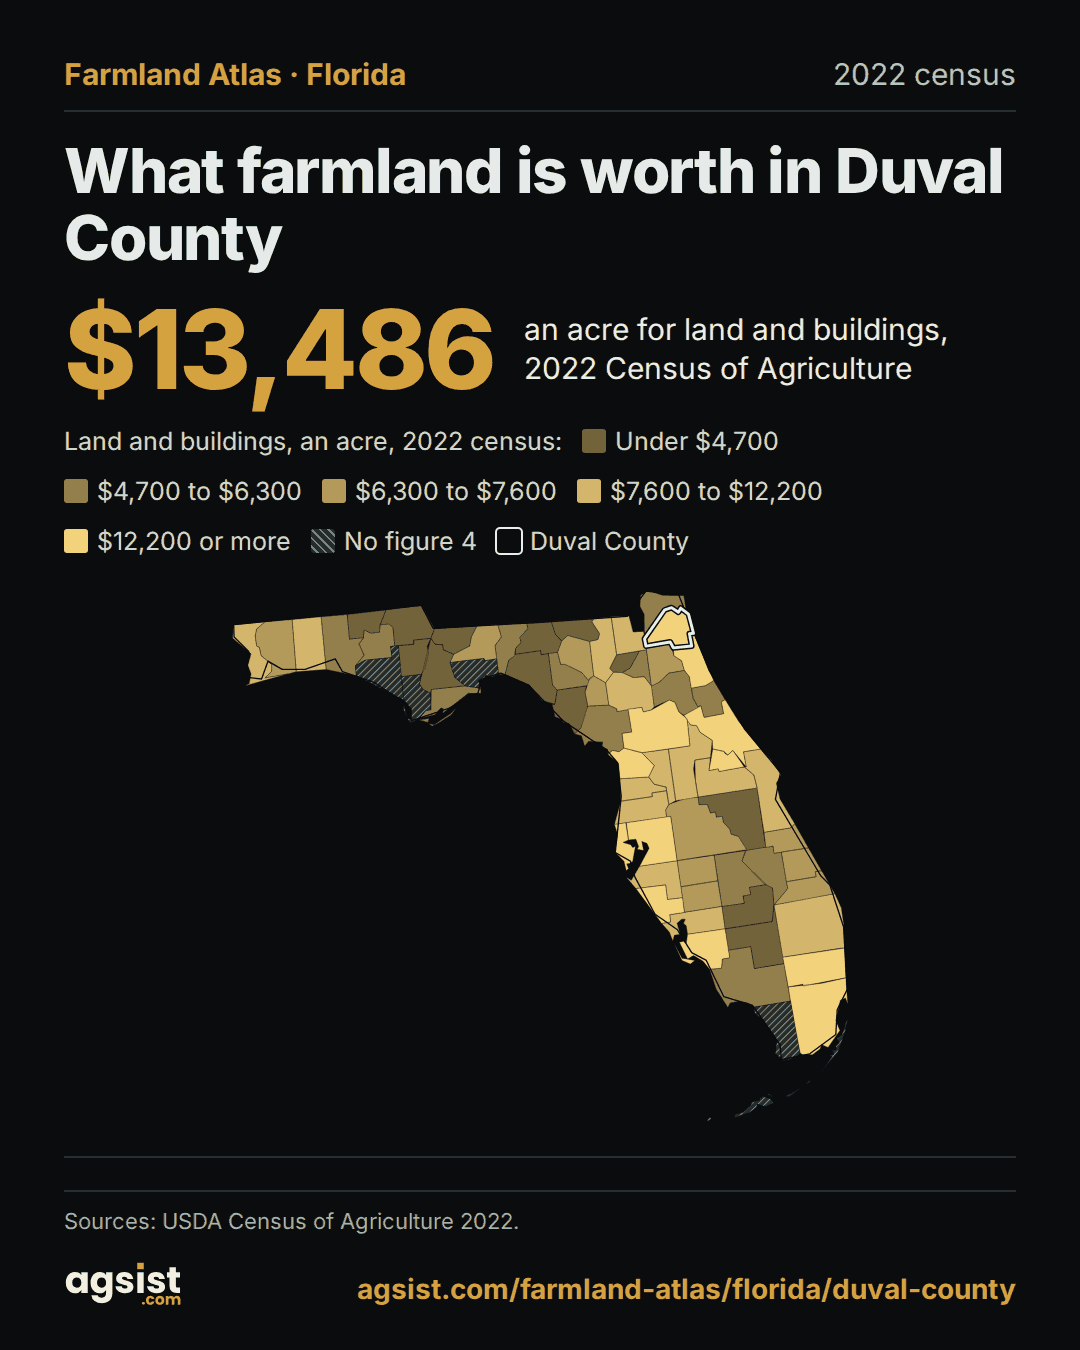 Farmland Atlas · Florida
2022 census
What farmland is worth in Duval
County
$13,486
an acre for land and buildings,
2022 Census of Agriculture
Land and buildings, an acre, 2022 census: Under $4,700
$4,700 to $6,300 $6,300 to $7,600 $7,600 to $12,200
$12,200 or more No figure 4 Duval County
Sources: USDA Census of Agriculture 2022.
agsist
.com
agsist.com/farmland-atlas/florida/duval-county